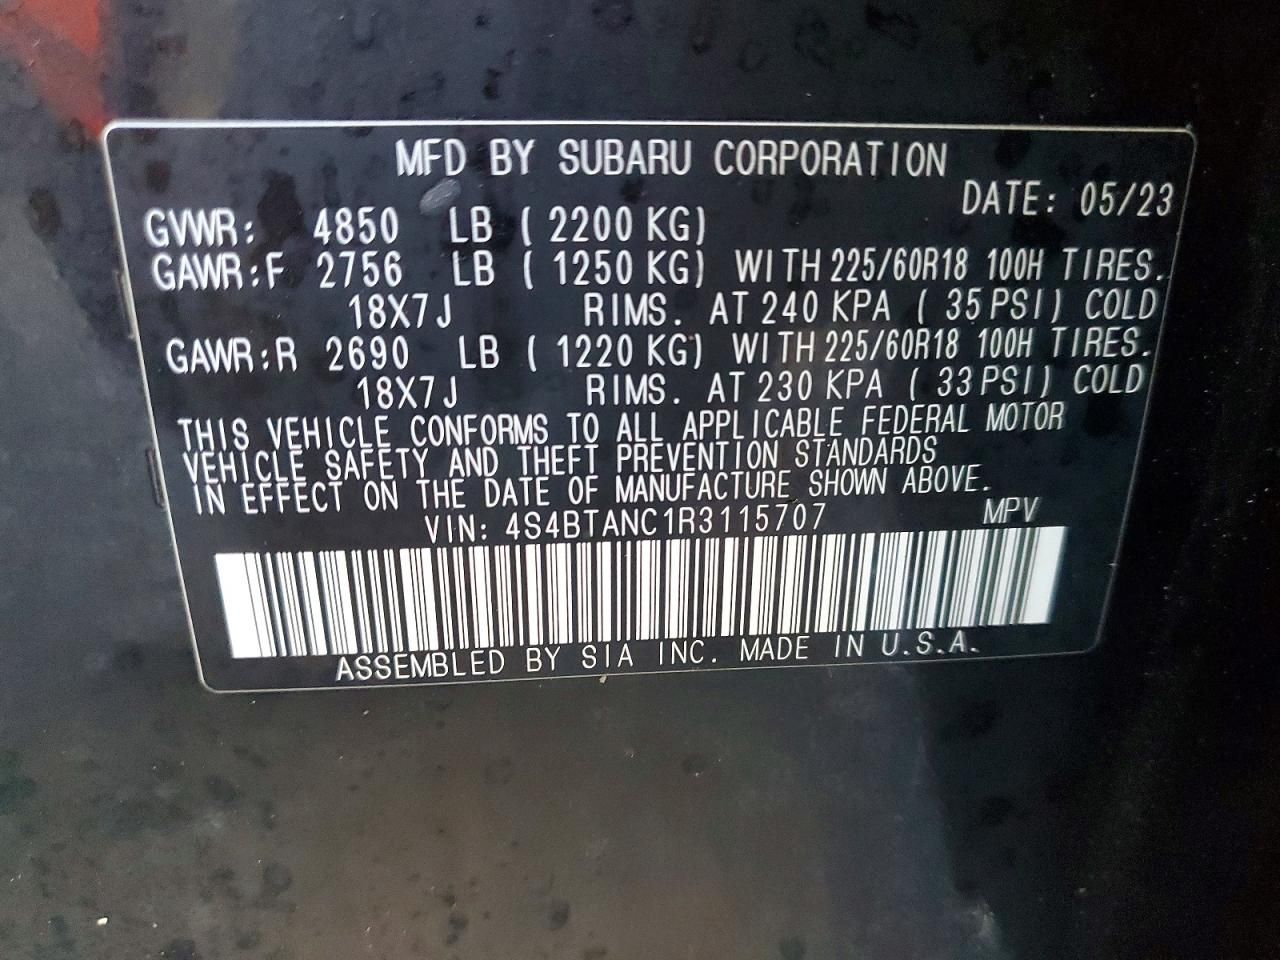 MFD BY SUBARU CORPORATION
DATE: 05/23
GVWR: 4850 LB ( 2200 KG)
GAWR:F 2756 LB ( 1250 KG) WITH 225/60R18 100H TIRES.
18X7J RIMS. AT 240 KPA ( 35 PSI) COLD
GAWR:R 2690 LB ( 1220 KG) WITH 225/60R18 100H TIRES.
18X7J RIMS. AT 230 KPA ( 33 PSI) COLD
THIS VEHICLE CONFORMS TO ALL APPLICABLE FEDERAL MOTOR
VEHICLE SAFETY AND THEFT PREVENTION STANDARDS
IN EFFECT ON THE DATE OF MANUFACTURE SHOWN ABOVE.
VIN: 4S4BTANC1R3115707 MPV
ASSEMBLED BY SIA INC. MADE IN U.S.A.